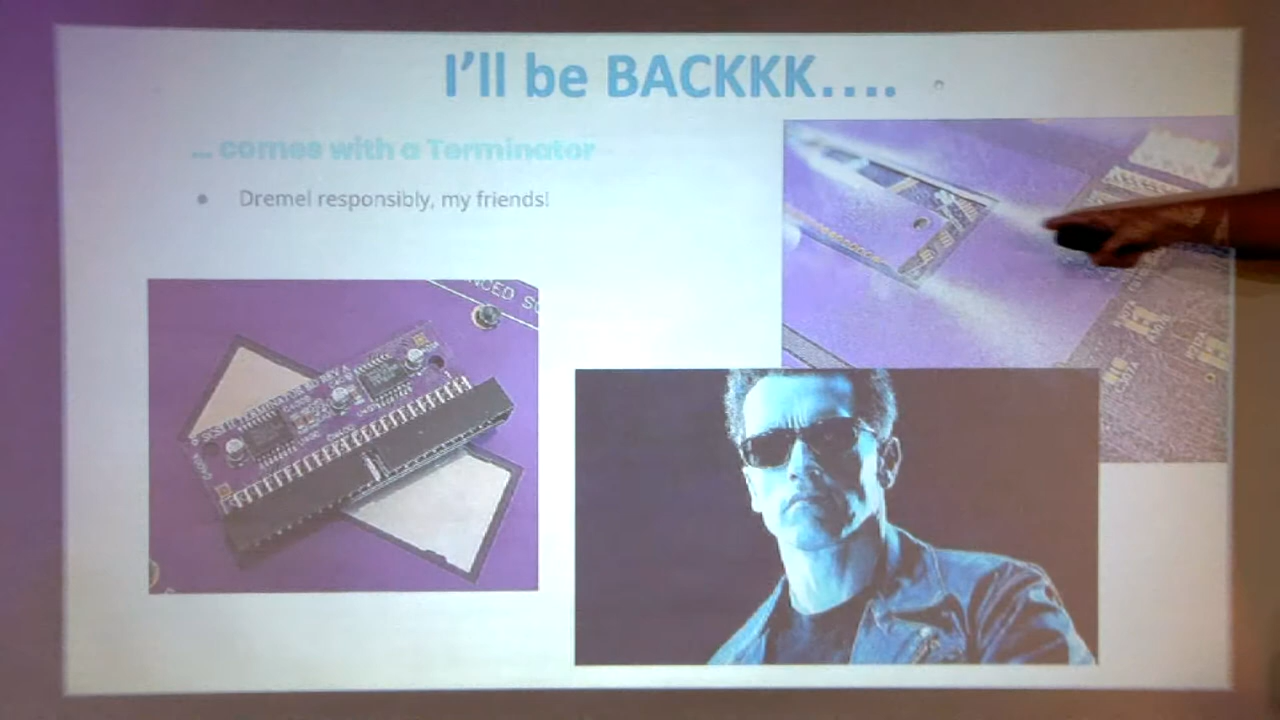 I'll be BACKKK....
... comes with a Terminator
• Dremel responsibly, my friends!